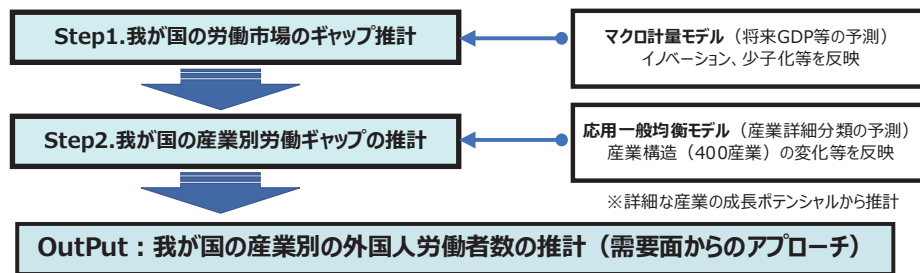 Step1.我が国の労働市場のギャップ推計
マクロ計量モデル（将来GDP等の予測）
イノベーション、少子化等を反映
Step2.我が国の産業別労働ギャップの推計
応用一般均衡モデル（産業詳細分類の予測）
産業構造（400産業）の変化等を反映
※詳細な産業の成長ポテンシャルから推計
OutPut：我が国の産業別の外国人労働者数の推計（需要面からのアプローチ）